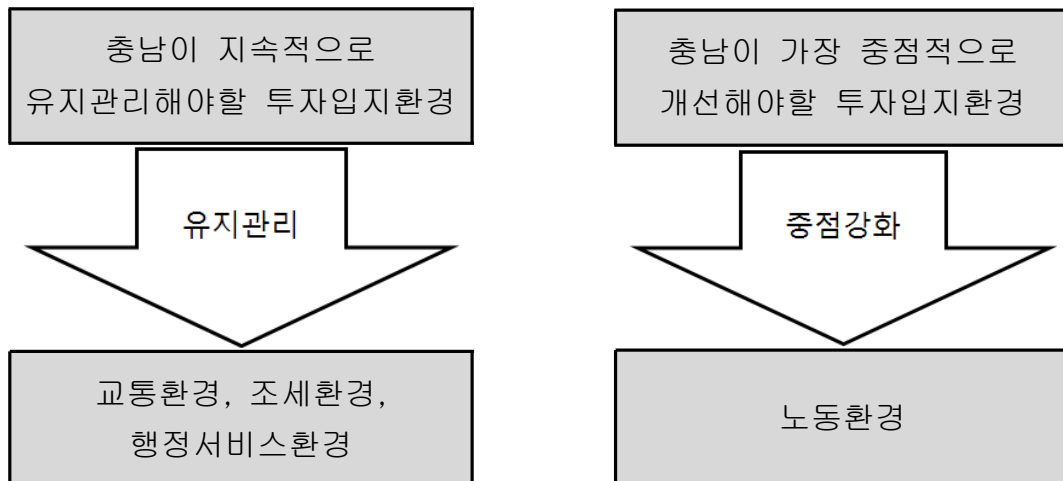 충남이 지속적으로
유지관리해야할 투자입지환경
유지관리
교통환경, 조세환경,
행정서비스환경
충남이 가장 중점적으로
개선해야할 투자입지환경
중점강화
노동환경